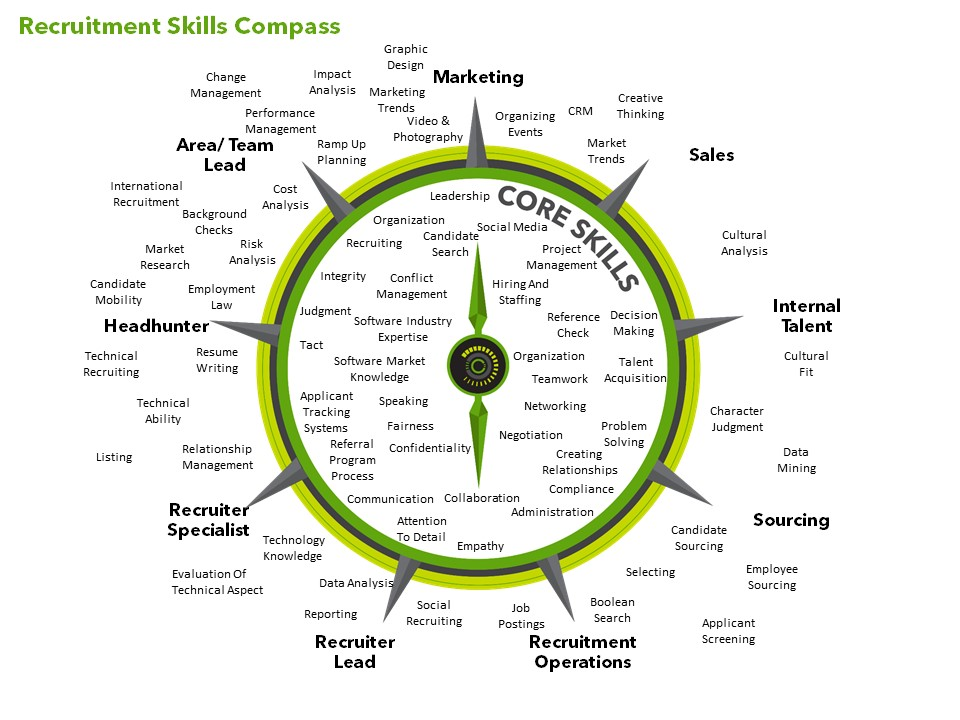 Recruitment Skills Compass
Graphic
Design
Marketing
Change
Management
Impact
Analysis
Marketing
Trends
Creative
Thinking
CRM
Organizing
Events
Performance
Management
Video &
Photography
Area/ Team
Lead
Ramp Up
Planning
Market
Trends
Sales
International
Recruitment
Cost
Analysis
Background
Checks
Market
Research
Risk
Analysis
Cultural
Analysis
Candidate
Mobility
Employment
Law
Headhunter
Internal
Talent
Technical
Recruiting
Resume
Writing
Cultural
Fit
Technical
Ability
Character
Judgment
Listing
Relationship
Management
Data
Mining
Recruiter
Specialist
Sourcing
Technology
Knowledge
Candidate
Sourcing
Evaluation Of
Technical Aspect
Data Analysis
Selecting
Employee
Sourcing
Reporting
Social
Recruiting
Job
Postings
Boolean
Search
Applicant
Screening
Recruiter
Lead
Recruitment
Operations
CORE SKILLS
Leadership
Organization
Social Media
Recruiting
Candidate
Search
Project
Management
Integrity
Conflict
Management
Hiring And
Staffing
Judgment
Software Industry
Expertise
Reference
Check
Decision
Making
Tact
Software Market
Knowledge
Organization
Teamwork
Talent
Acquisition
Applicant
Tracking
Systems
Speaking
Networking
Fairness
Negotiation
Problem
Solving
Referral
Program
Process
Confidentiality
Creating
Relationships
Communication
Collaboration
Compliance
Administration
Attention
To Detail
Empathy